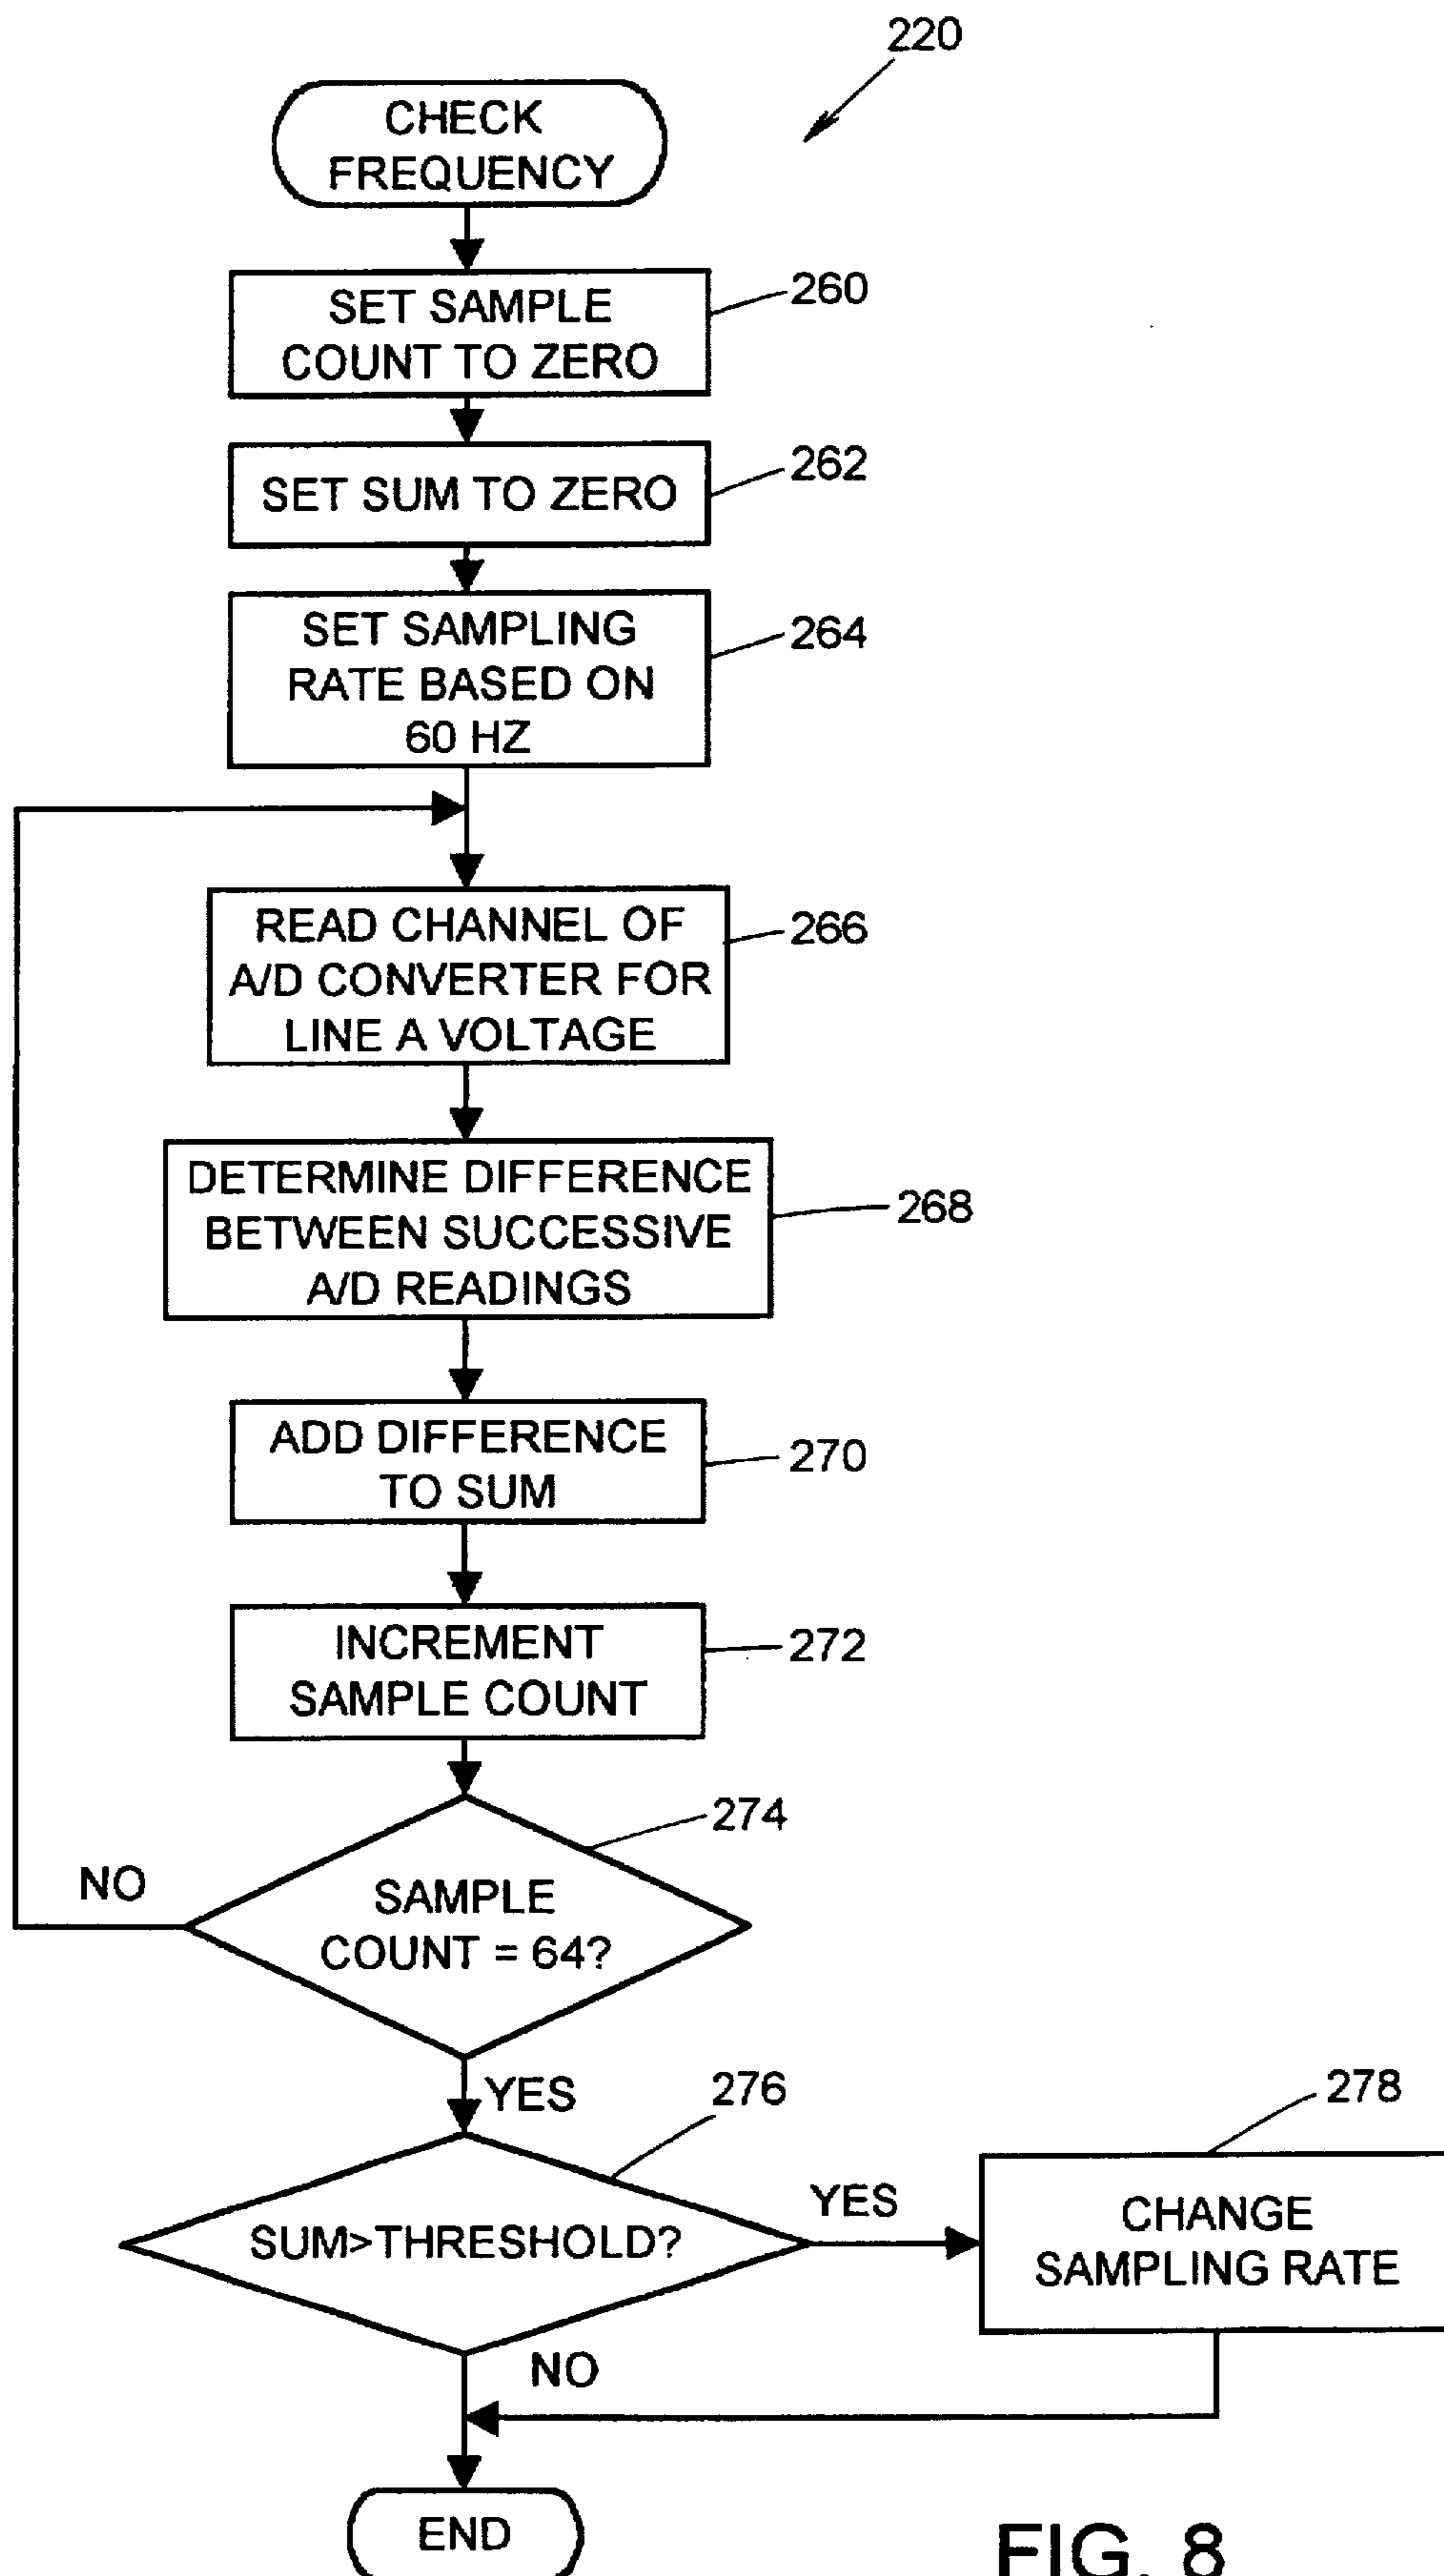 220
CHECK
FREQUENCY
SET SAMPLE
COUNT TO ZERO
260
SET SUM TO ZERO
262
SET SAMPLING
RATE BASED ON
60 HZ
264
READ CHANNEL OF
A/D CONVERTER FOR
LINE A VOLTAGE
266
DETERMINE DIFFERENCE
BETWEEN SUCCESSIVE
A/D READINGS
268
ADD DIFFERENCE
TO SUM
270
INCREMENT
SAMPLE COUNT
272
274
NO
SAMPLE
COUNT = 64?
YES
276
278
SUM>THRESHOLD?
YES
CHANGE
SAMPLING RATE
NO
END
FIG. 8